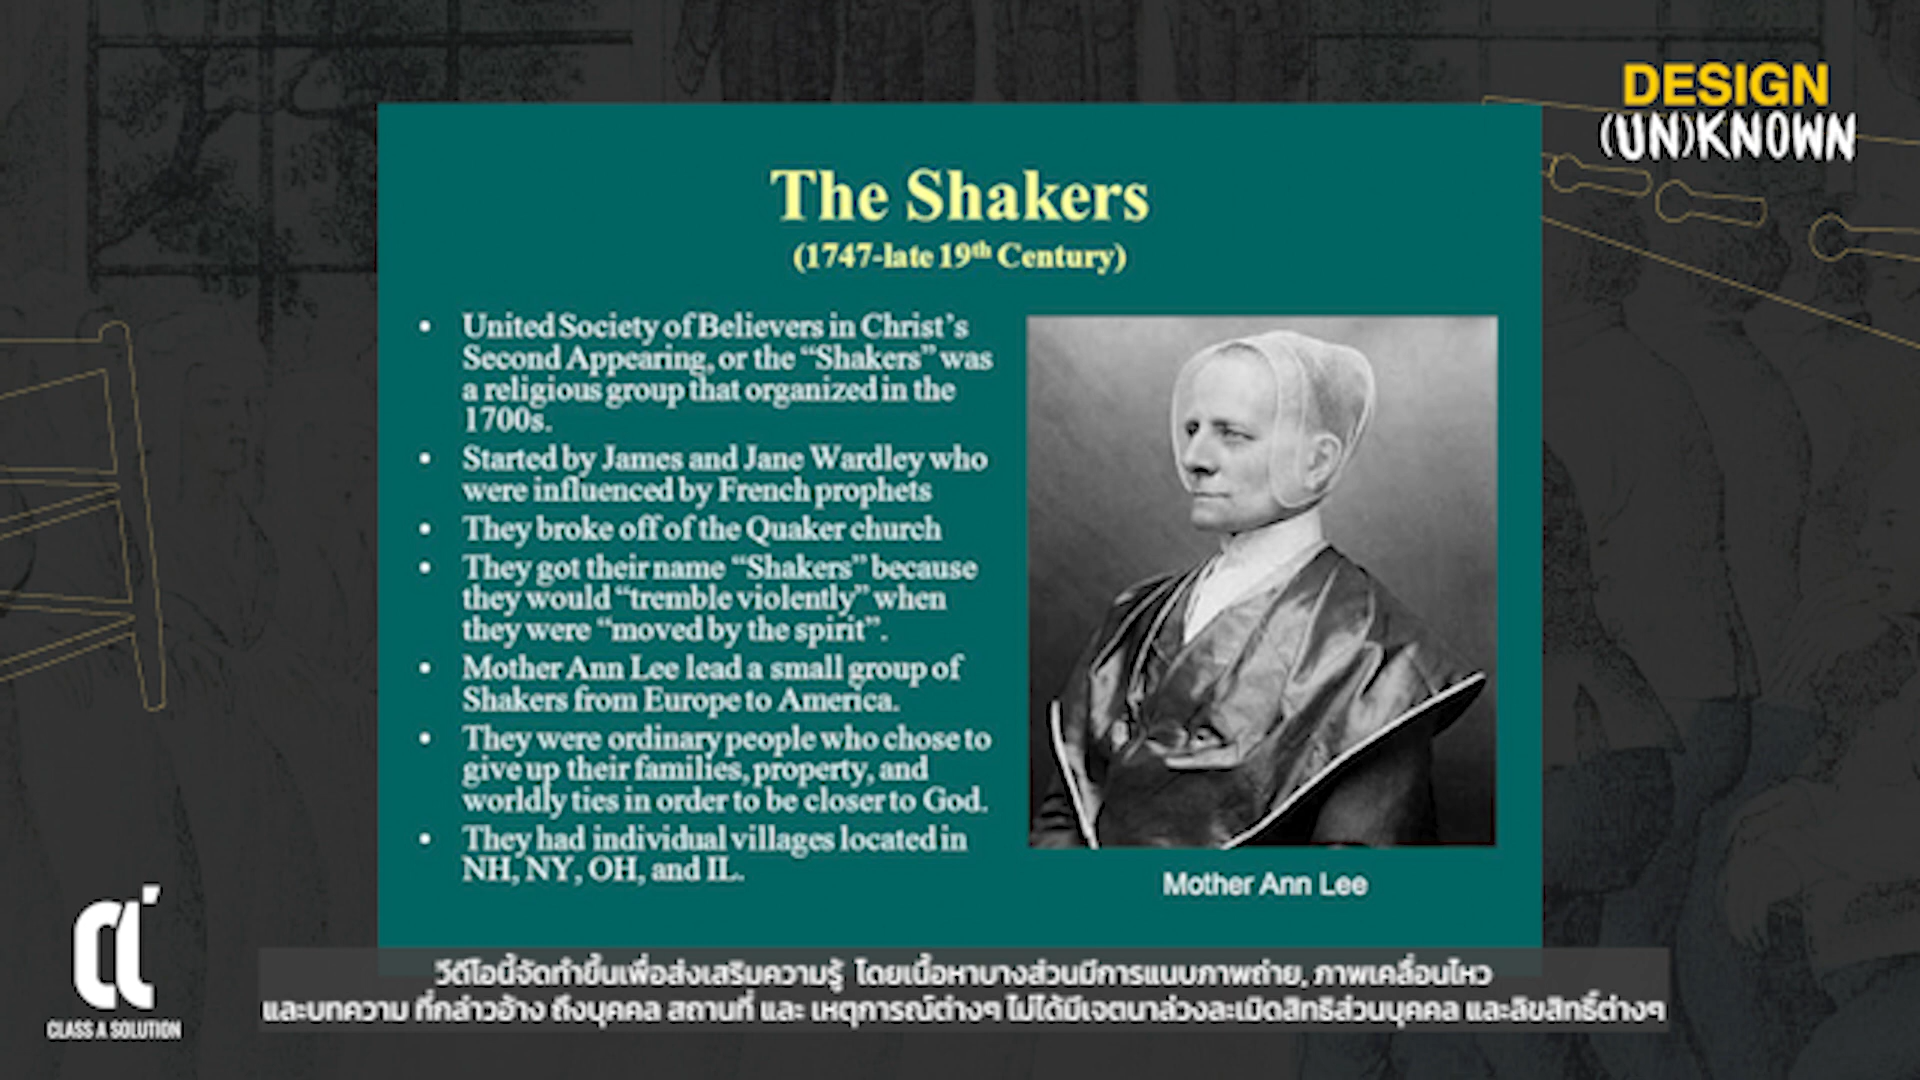 DESIGN
(UN)KNOWN
The Shakers
(1747-late 19th Century)
• United Society of Believers in Christ's
Second Appearing, or the “Shakers” was
a religious group that organized in the
1700s.
• Started by James and Jane Wardley who
were influenced by French prophets
• They broke off of the Quaker church
• They got their name “Shakers” because
they would “tremble violently” when
they were “moved by the spirit”.
• Mother Ann Lee lead a small group of
Shakers from Europe to America.
• They were ordinary people who chose to
give up their families, property, and
worldly ties in order to be closer to God.
• They had individual villages located in
NH, NY, OH, and IL.
Mother Ann Lee
CLASS A SOLUTION
วีดีโอนี้จัดทำขึ้นเพื่อส่งเสริมความรู้ โดยเนื้อหาบางส่วนมีการแนบภาพถ่าย, ภาพเคลื่อนไหว
และบทความ ที่กล่าวอ้าง ถึงบุคคล สถานที่ และ เหตุการณ์ต่างๆ ไม่ได้มีเจตนาล่วงละเมิดสิทธิส่วนบุคคล และลิขสิทธิ์ต่างๆ